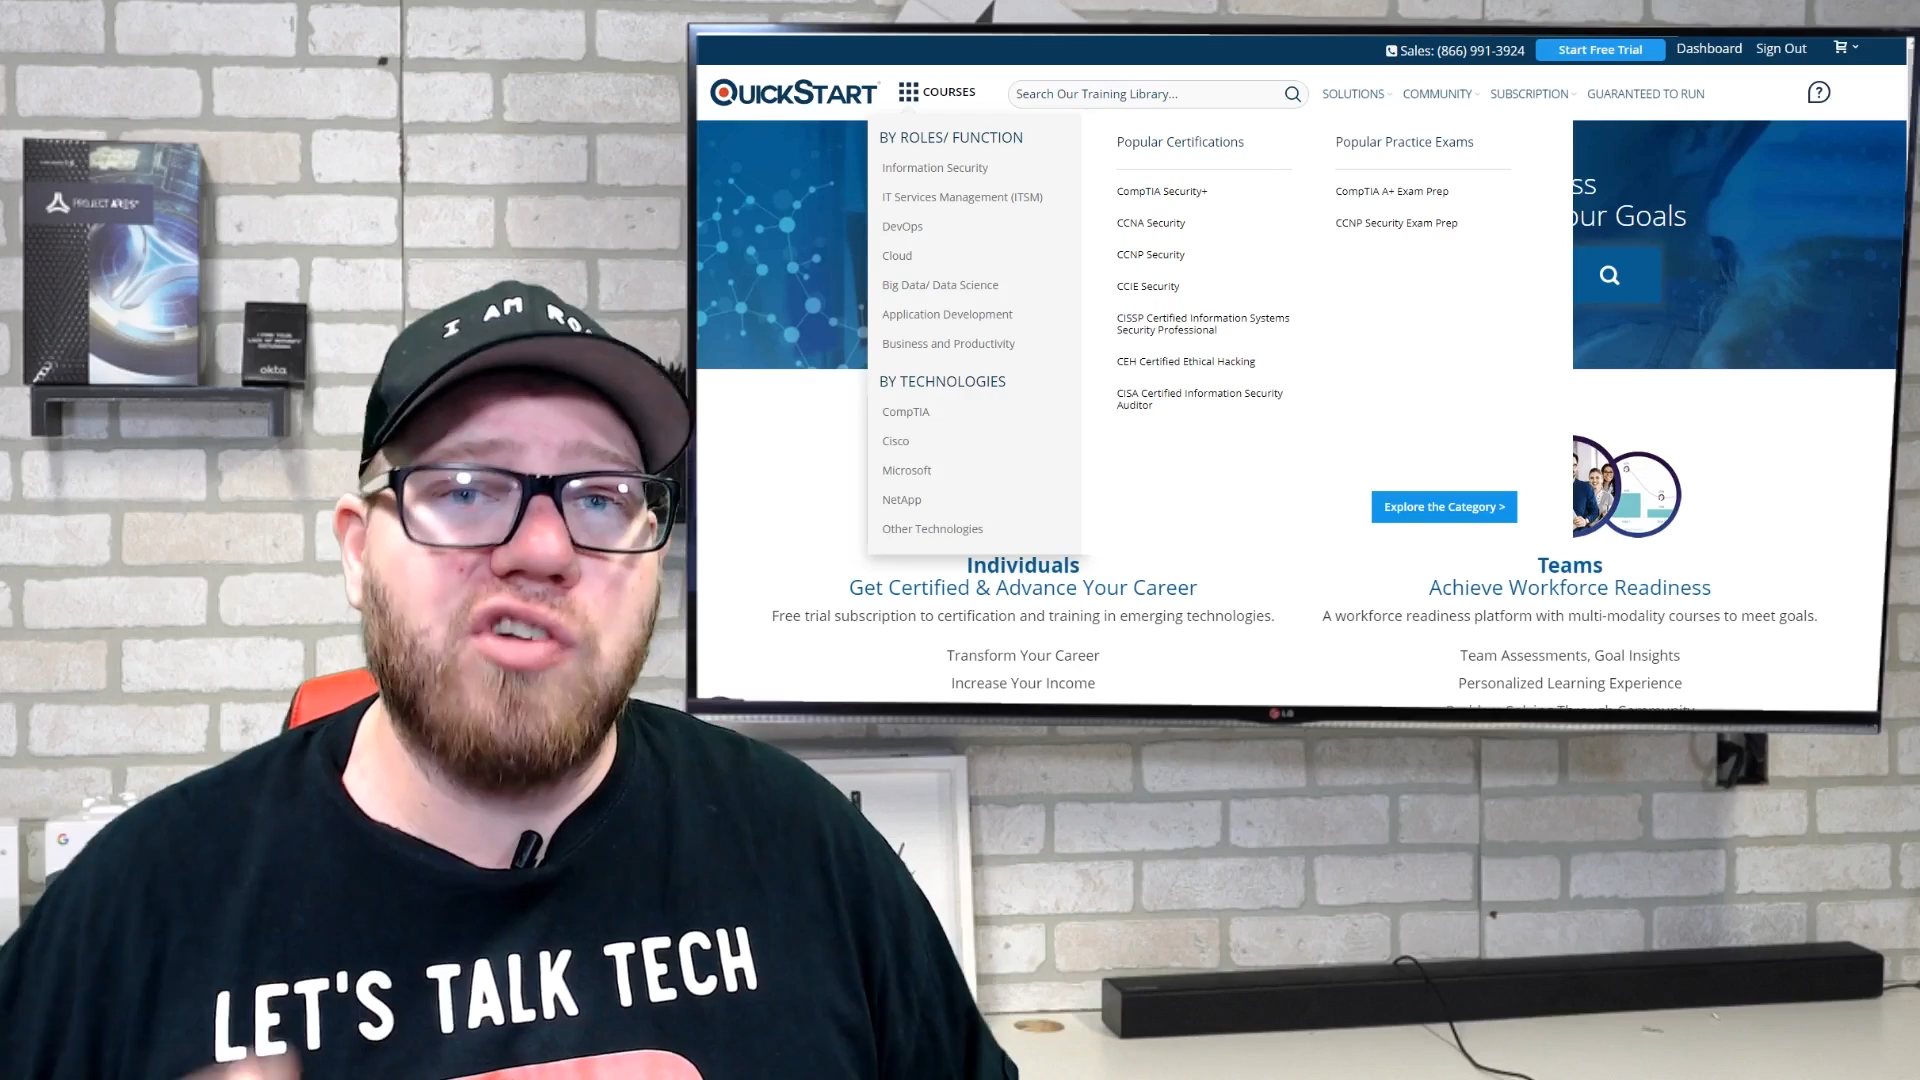 Sales: (866) 991-3924
Start Free Trial
Dashboard
Sign Out
QUICKSTART
COURSES
Search Our Training Library...
SOLUTIONS
COMMUNITY
SUBSCRIPTION
GUARANTEED TO RUN
?
BY ROLES/ FUNCTION
Information Security
IT Services Management (ITSM)
DevOps
Cloud
Big Data/ Data Science
Application Development
Business and Productivity
BY TECHNOLOGIES
CompTIA
Cisco
Microsoft
NetApp
Other Technologies
Popular Certifications
CompTIA Security+
CCNA Security
CCNP Security
CCIE Security
CISSP Certified Information Systems
Security Professional
CEH Certified Ethical Hacking
CISA Certified Information Security
Auditor
Popular Practice Exams
CompTIA A+ Exam Prep
CCNP Security Exam Prep
Explore the Category >
ss
our Goals
Individuals
Get Certified & Advance Your Career
Free trial subscription to certification and training in emerging technologies.
Transform Your Career
Increase Your Income
Teams
Achieve Workforce Readiness
A workforce readiness platform with multi-modality courses to meet goals.
Team Assessments, Goal Insights
Personalized Learning Experience
LG
PROJECT ARES
okta
I AM RO
G
LET'S TALK TECH